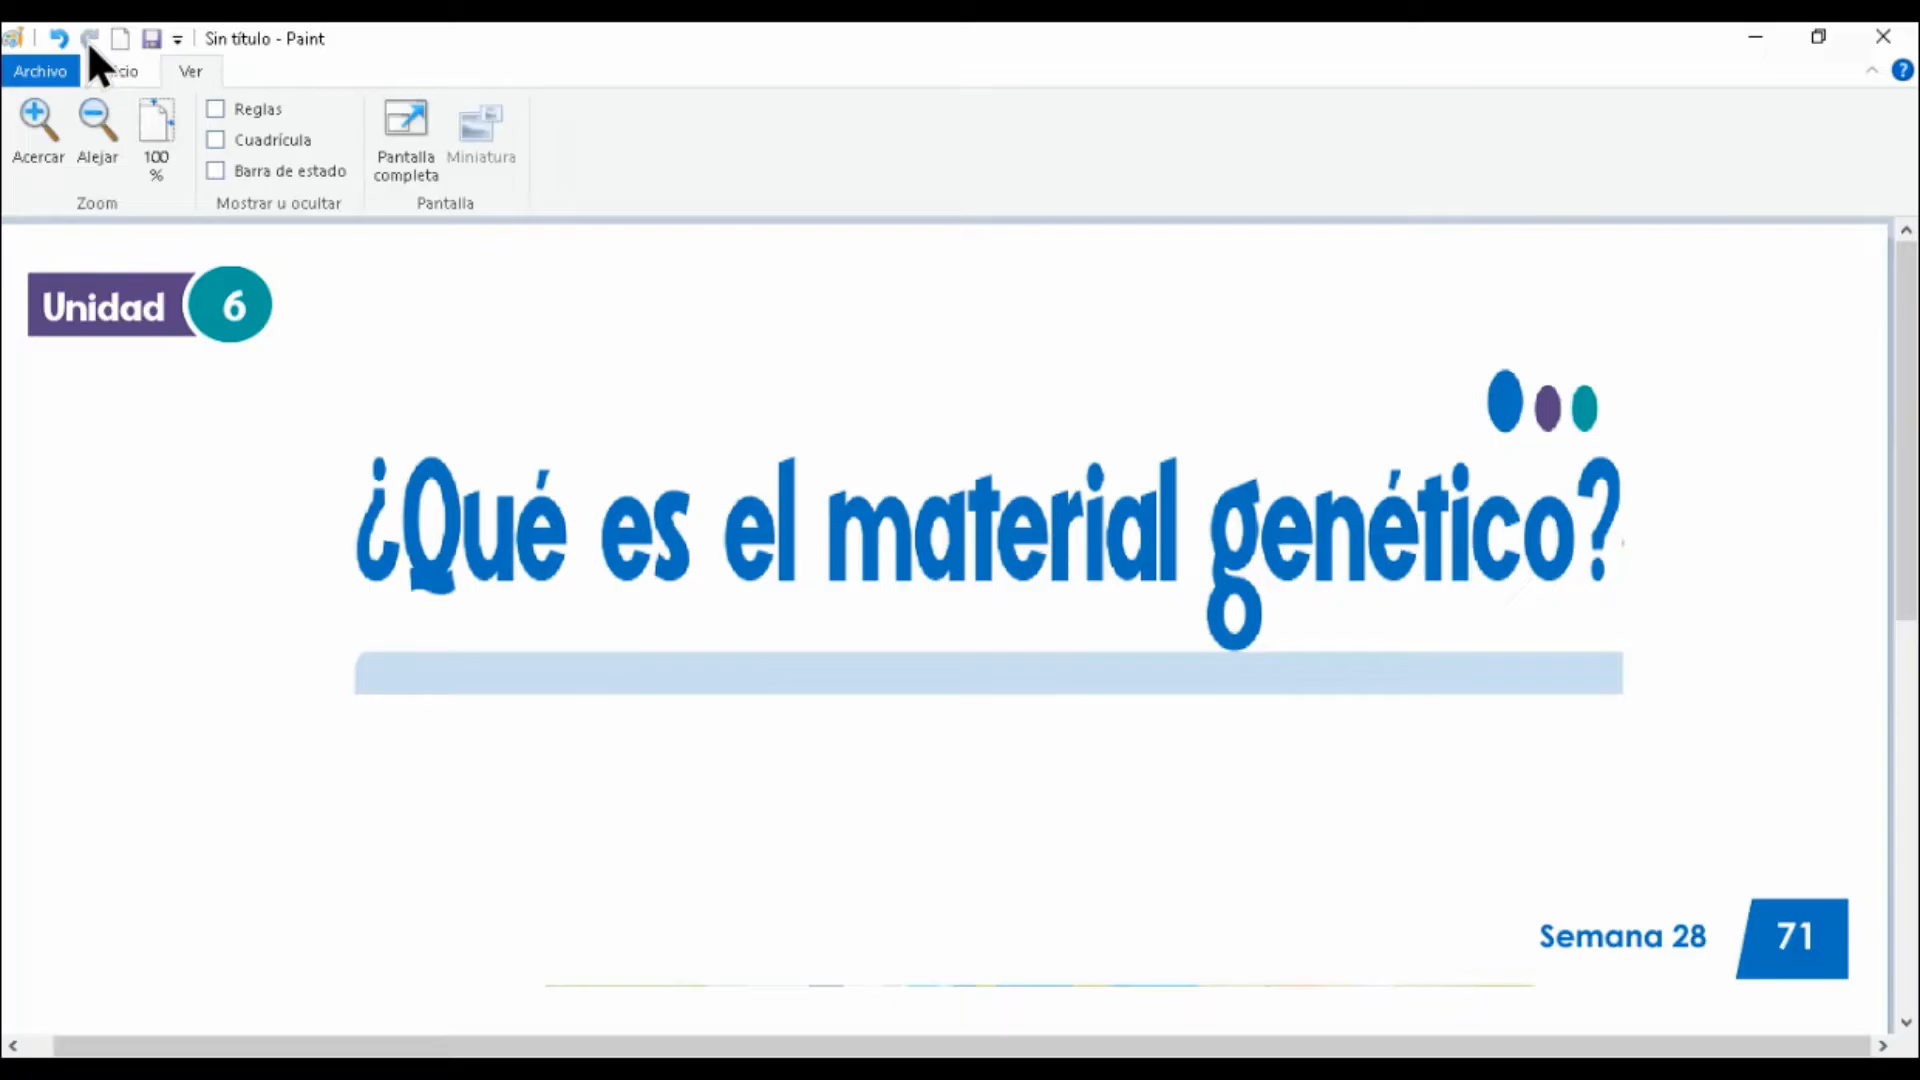 Sin título - Paint
Archivo
Ver
?
Acercar
Alejar
100 %
Reglas
Cuadrícula
Barra de estado
Pantalla completa
Miniatura
Zoom
Mostrar u ocultar
Pantalla
Unidad 6
¿Qué es el material genético?
Semana 28
71